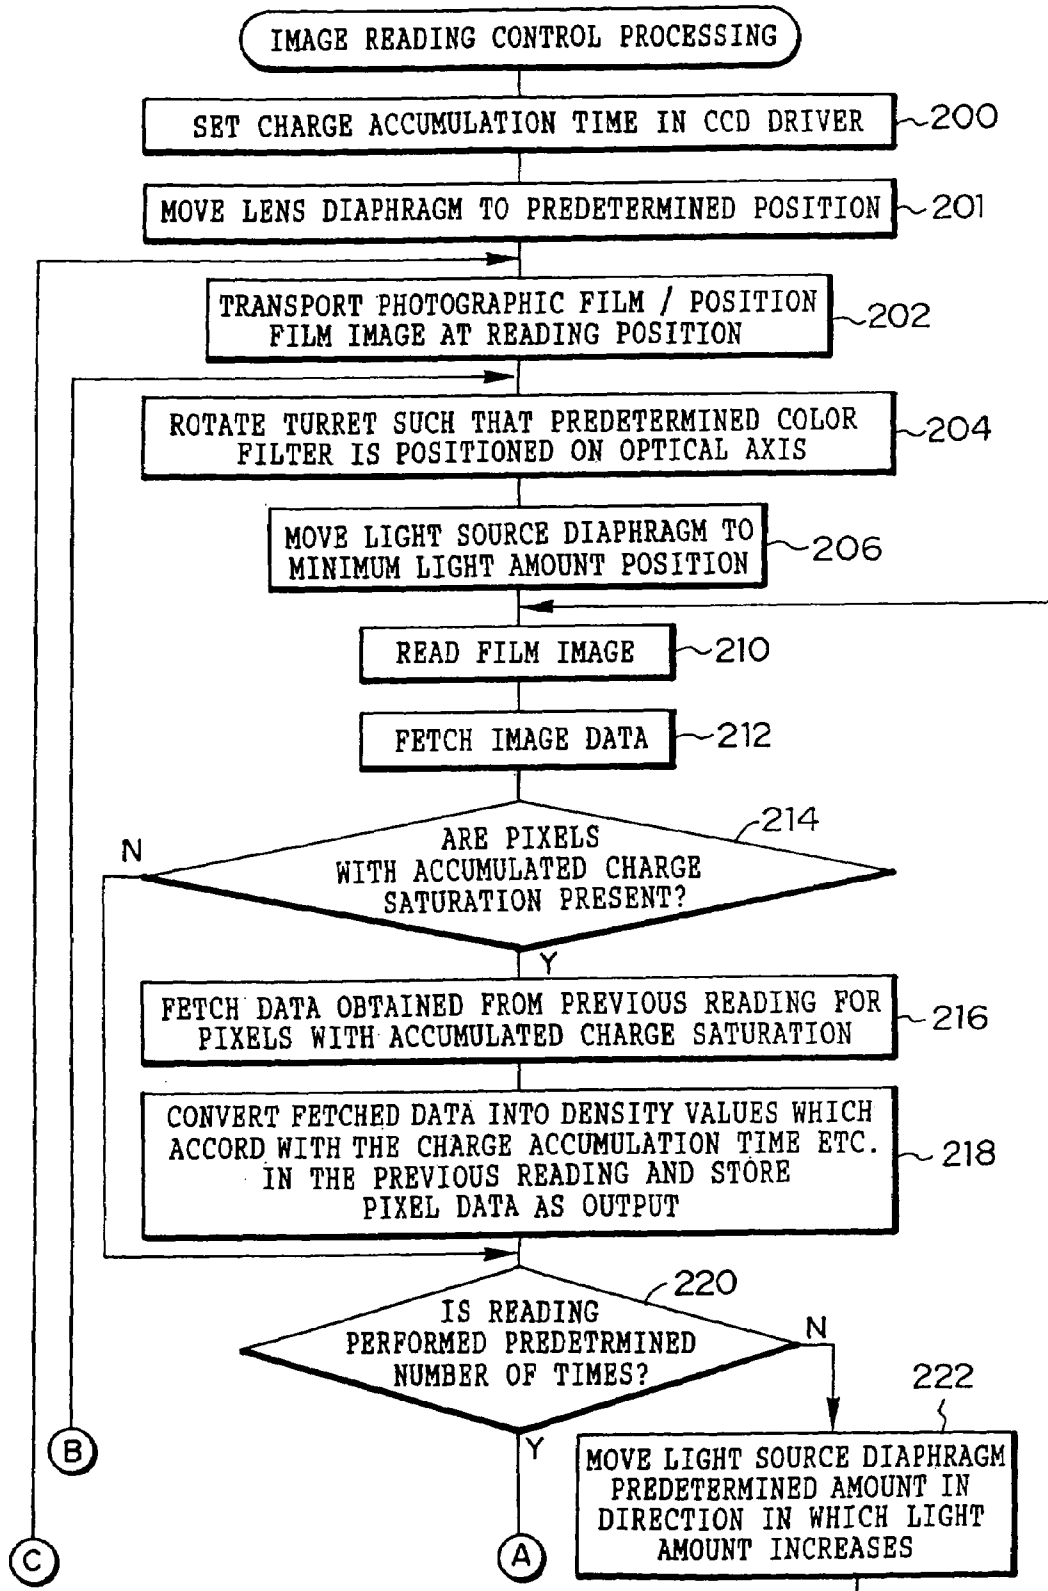 IMAGE READING CONTROL PROCESSING
SET CHARGE ACCUMULATION TIME IN CCD DRIVER
200
MOVE LENS DIAPHRAGM TO PREDETERMINED POSITION
201
TRANSPORT PHOTOGRAPHIC FILM / POSITION
FILM IMAGE AT READING POSITION
202
ROTATE TURRET SUCH THAT PREDETERMINED COLOR
FILTER IS POSITIONED ON OPTICAL AXIS
204
MOVE LIGHT SOURCE DIAPHRAGM TO
MINIMUM LIGHT AMOUNT POSITION
206
READ FILM IMAGE
210
FETCH IMAGE DATA
212
214
ARE PIXELS
WITH ACCUMULATED CHARGE
SATURATION PRESENT?
N
Y
FETCH DATA OBTAINED FROM PREVIOUS READING FOR
PIXELS WITH ACCUMULATED CHARGE SATURATION
216
CONVERT FETCHED DATA INTO DENSITY VALUES WHICH
ACCORD WITH THE CHARGE ACCUMULATION TIME ETC.
IN THE PREVIOUS READING AND STORE
PIXEL DATA AS OUTPUT
218
220
IS READING
PERFORMED PREDETRMINED
NUMBER OF TIMES?
N
Y
222
MOVE LIGHT SOURCE DIAPHRAGM
PREDETERMINED AMOUNT IN
DIRECTION IN WHICH LIGHT
AMOUNT INCREASES
B
C
A